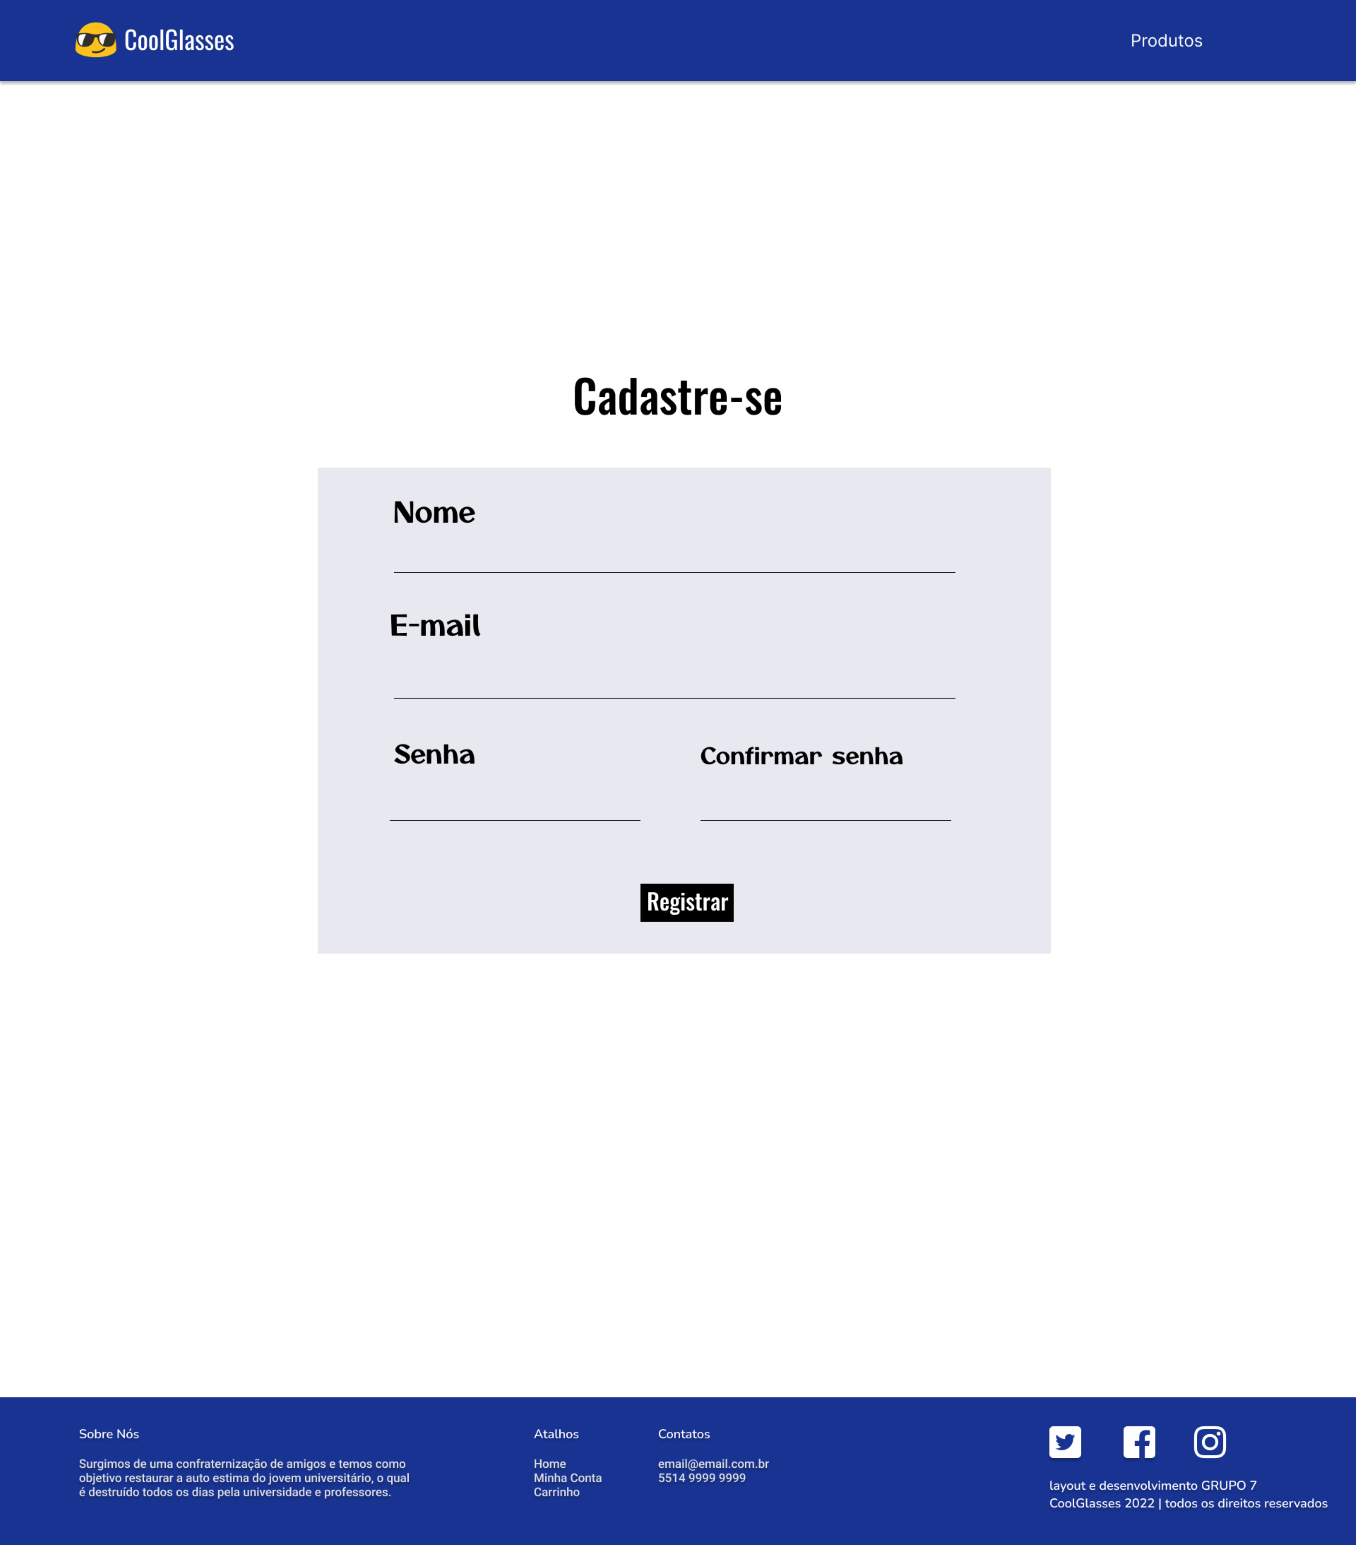 CoolGlasses
Produtos
Cadastre-se
Nome
E-mail
Senha
Confirmar senha
Registrar
Sobre Nós
Surgimos de uma confraternização de amigos e temos como
objetivo restaurar a auto estima do jovem universitário, o qual
é destruído todos os dias pela universidade e professores.
Atalhos
Home
Minha Conta
Carrinho
Contatos
email@email.com.br
5514 9999 9999
layout e desenvolvimento GRUPO 7
CoolGlasses 2022 | todos os direitos reservados